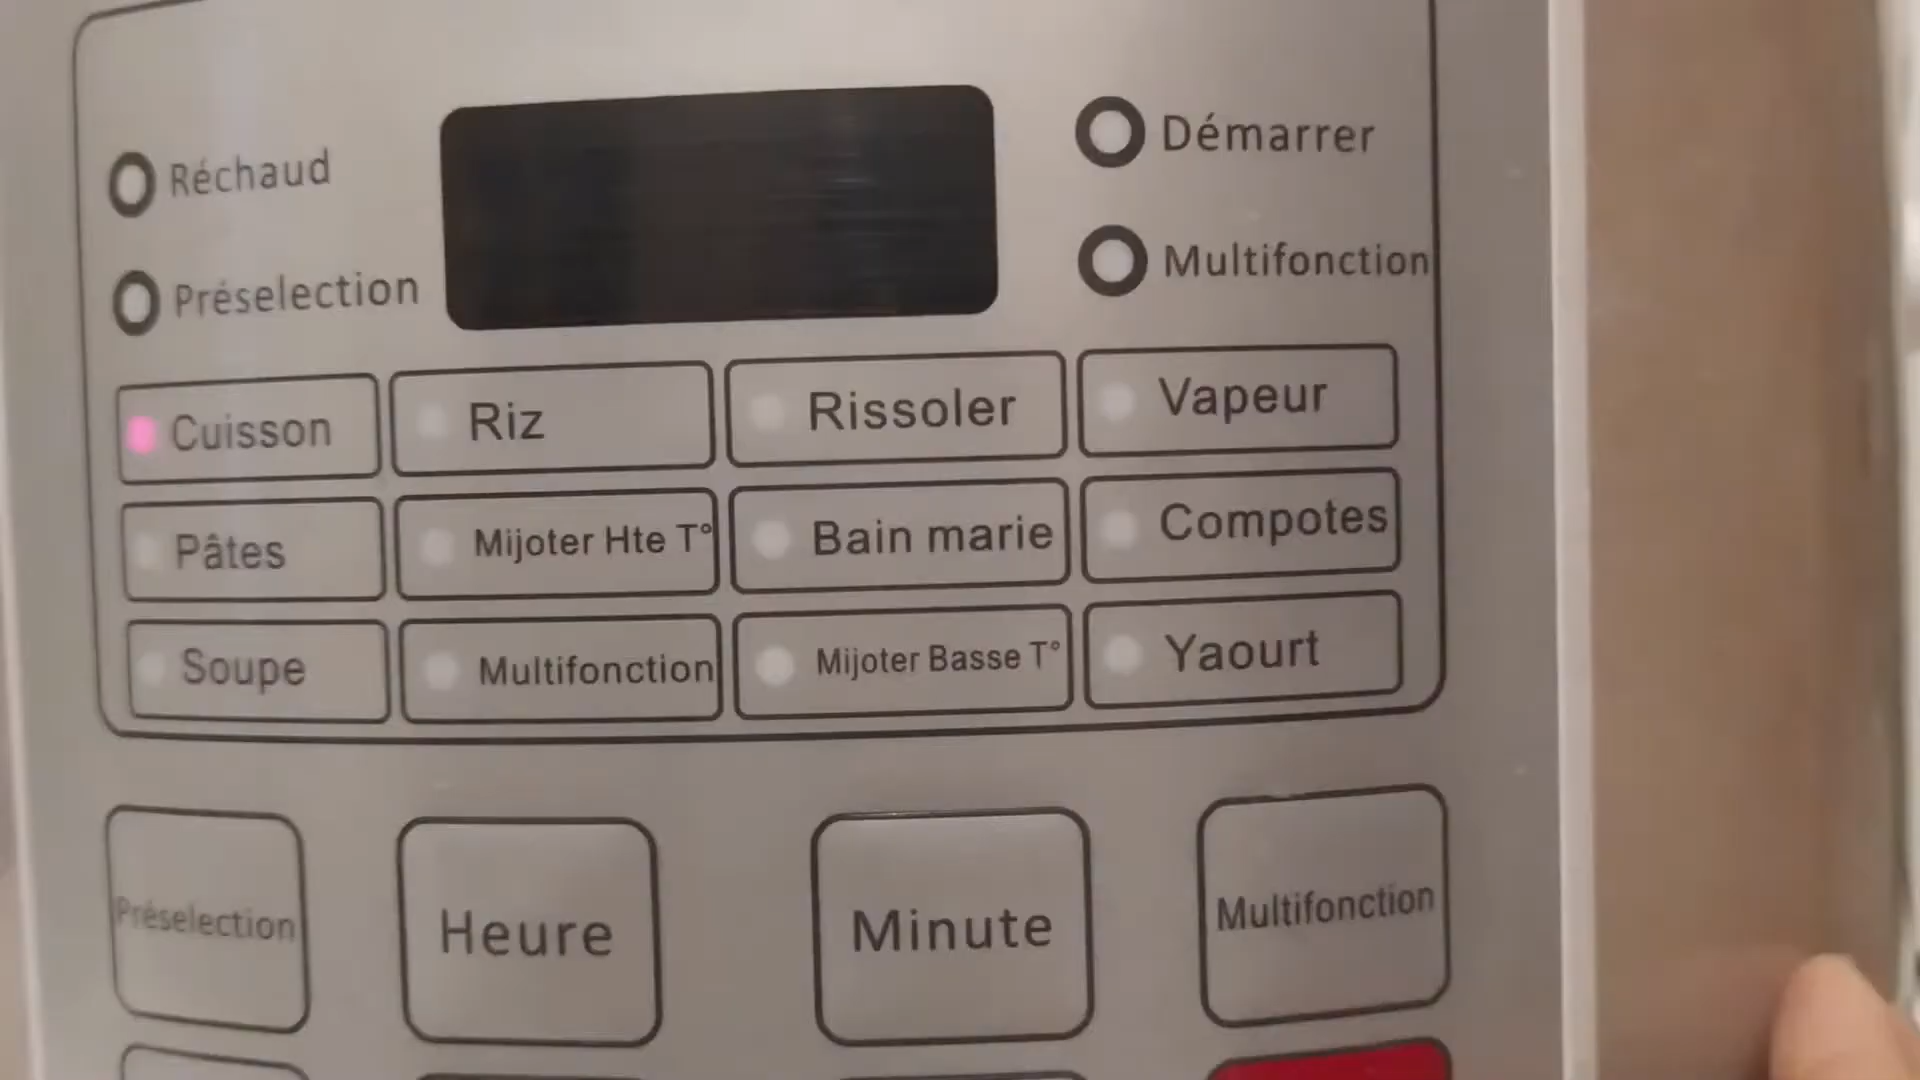 Réchaud
Démarrer
Préselection
Multifonction
Cuisson
Riz
Rissoler
Vapeur
Pâtes
Mijoter Hte T°
Bain marie
Compotes
Soupe
Multifonction
Mijoter Basse T°
Yaourt
Préselection
Heure
Minute
Multifonction